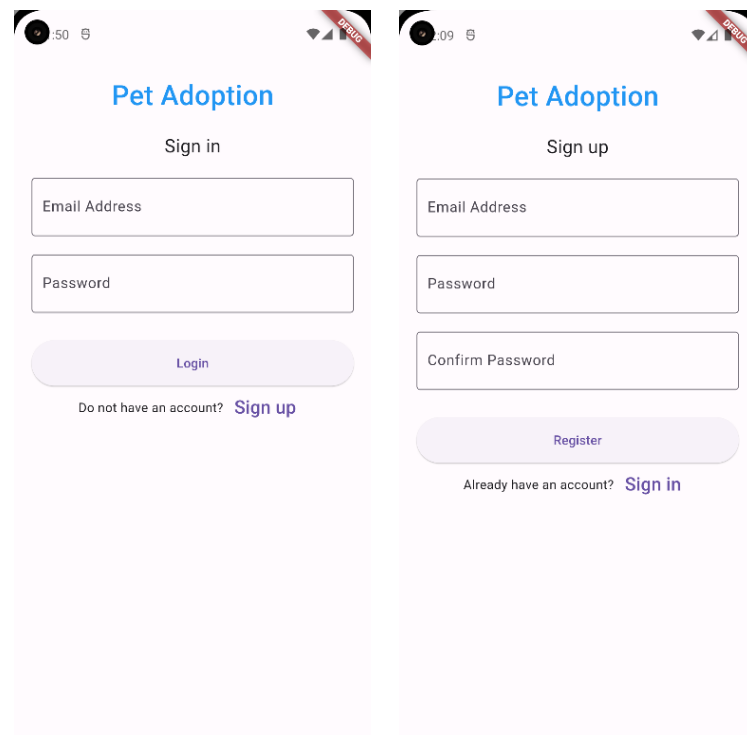 :50
DEBUG
Pet Adoption
Sign in
Email Address
Password
Login
Do not have an account? Sign up
:09
DEBUG
Pet Adoption
Sign up
Email Address
Password
Confirm Password
Register
Already have an account? Sign in